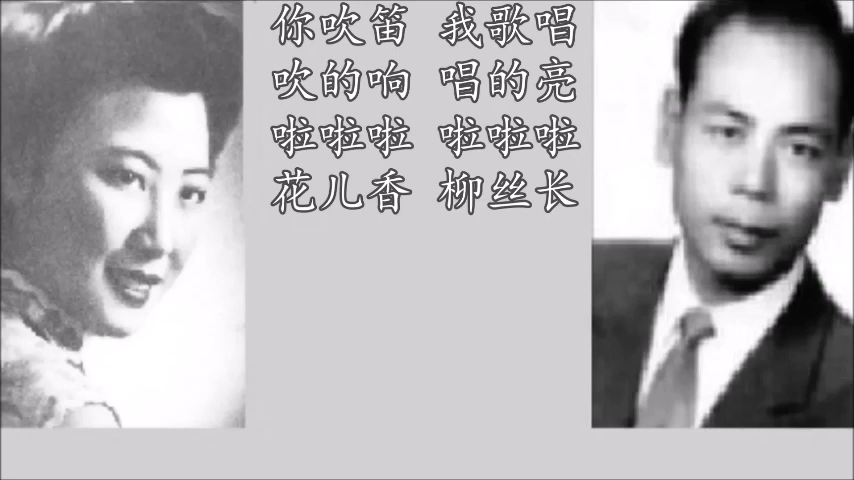 你吹笛 我歌唱
吹的响 唱的亮
啦啦啦 啦啦啦
花儿香 柳丝长